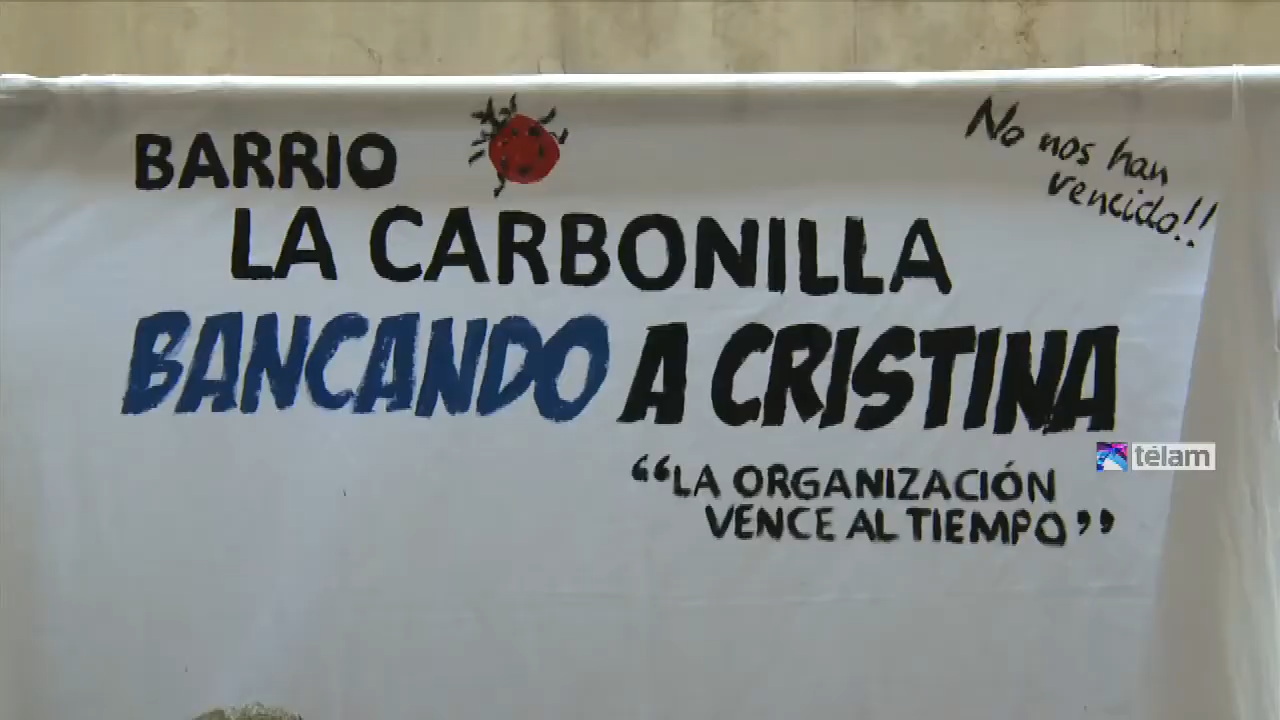 BARRIO
No nos han
vencido!!
LA CARBONILLA
BANCANDO A CRISTINA
télam
“LA ORGANIZACIÓN
VENCE AL TIEMPO”